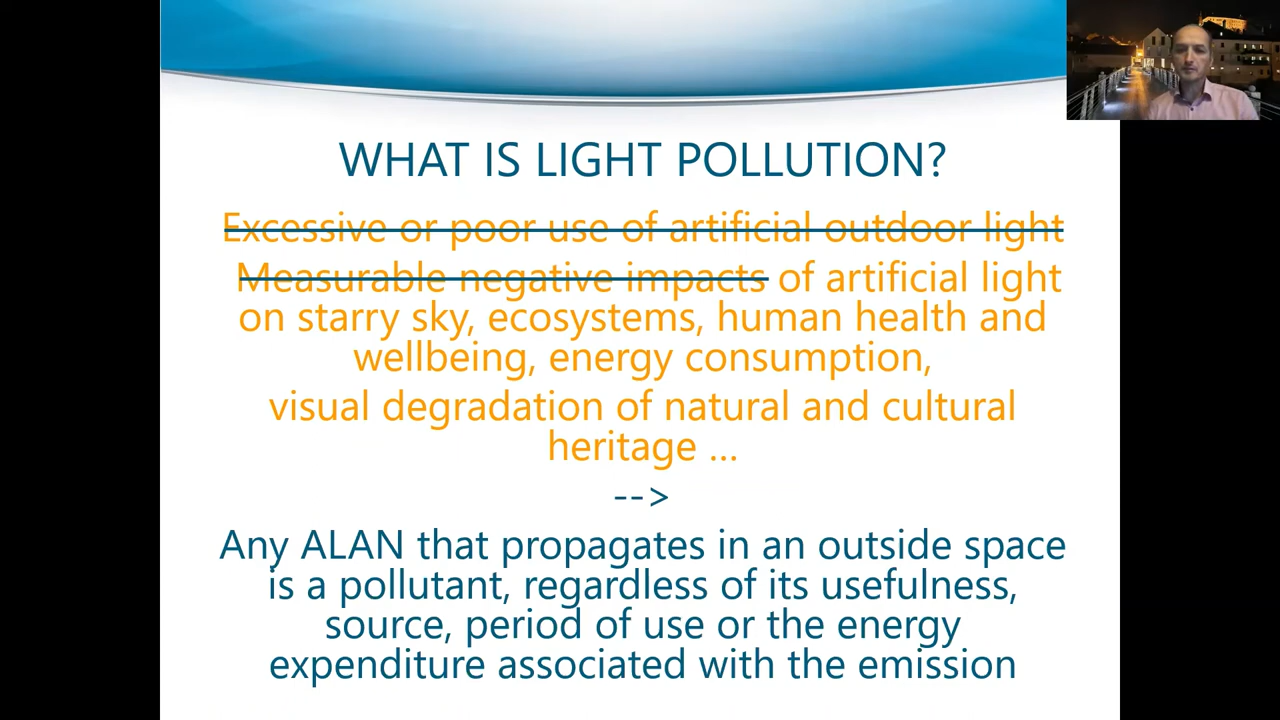 WHAT IS LIGHT POLLUTION?
Excessive or poor use of artificial outdoor light
Measurable negative impacts of artificial light
on starry sky, ecosystems, human health and
wellbeing, energy consumption,
visual degradation of natural and cultural
heritage ...
-->
Any ALAN that propagates in an outside space
is a pollutant, regardless of its usefulness,
source, period of use or the energy
expenditure associated with the emission